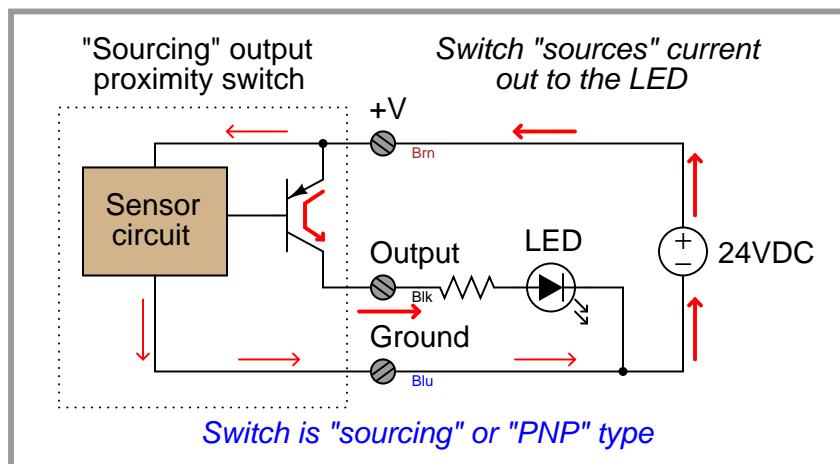 "Sourcing" output
proximity switch
Switch "sources" current
out to the LED
+V
Brn
Sensor
circuit
Output
Blk
LED
+
−
24VDC
Ground
Blu
Switch is "sourcing" or "PNP" type